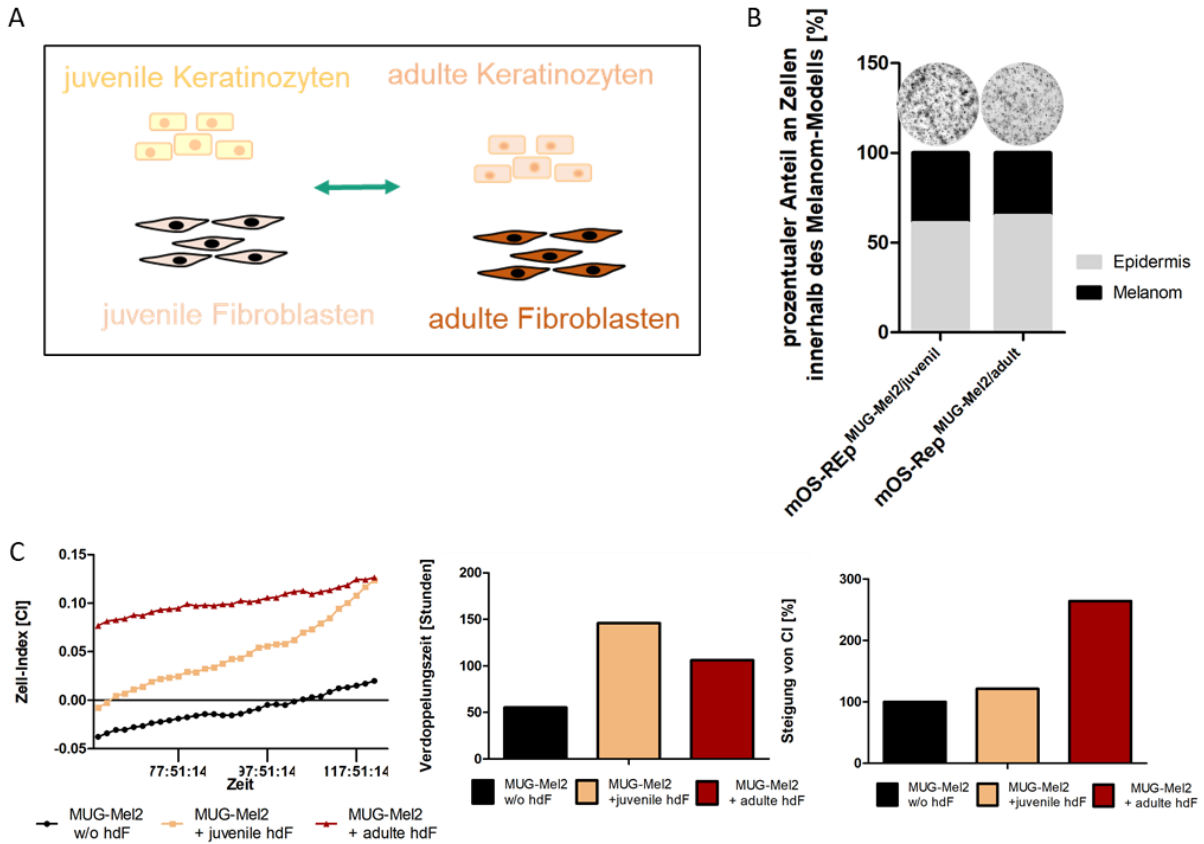 A
juvenile Keratinozyten
adulte Keratinozyten
juvenile Fibroblasten
adulte Fibroblasten
B
prozentualer Anteil an Zellen
innerhalb des Melanom-Modells [%]
150
100
50
0
Epidermis
Melanom
mOS-REp MUG-Mel2/juvenil
mOS-Rep MUG-Mel2/adult
C
Zell-Index [CI]
0.15
0.10
0.05
0.00
-0.05
77:51:14
97:51:14
117:51:14
Zeit
MUG-Mel2
w/o hdF
MUG-Mel2
+ juvenile hdF
MUG-Mel2
+ adulte hdF
Verdoppelungszeit [Stunden]
200
150
100
50
0
MUG-Mel2
w/o hdF
MUG-Mel2
+juvenile hdF
MUG-Mel2
+ adulte hdF
Steigung von CI [%]
300
200
100
0
MUG-Mel2
w/o hdF
MUG-Mel2
+juvenile hdF
MUG-Mel2
+ adulte hdF